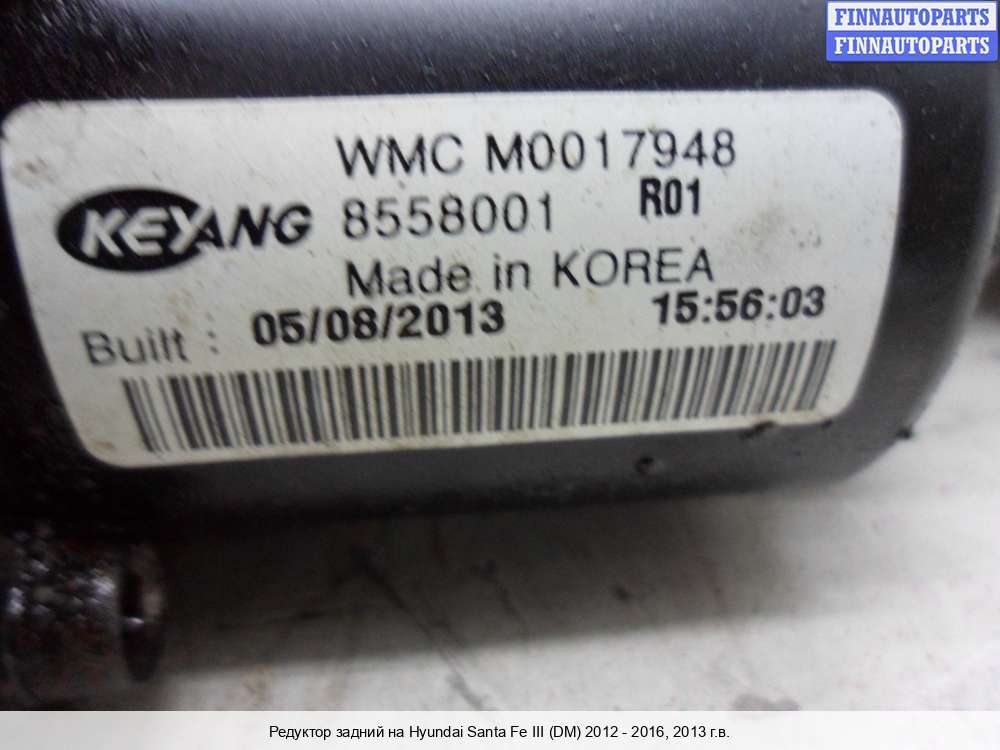 FINNAUTOPARTS
FINNAUTOPARTS
WMC M0017948
KEYANG 8558001 R01
Made in KOREA
Built : 05/08/2013 15:56:03
Редуктор задний на Hyundai Santa Fe III (DM) 2012 - 2016, 2013 г.в.